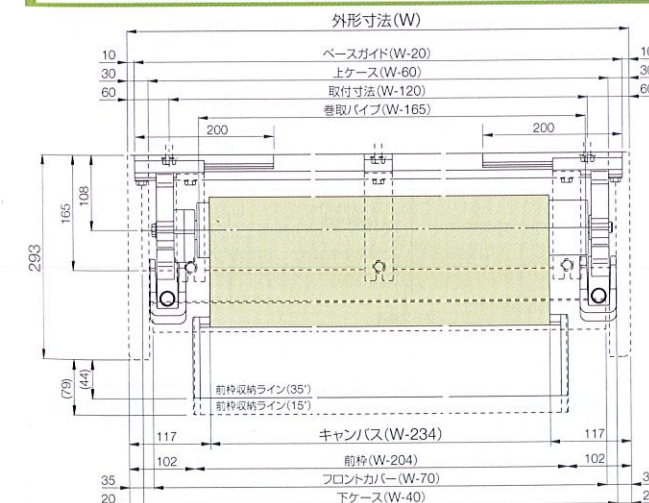 外形寸法(W)
10 ベースガイド(W-20) 10
30 上ケース(W-60) 30
60 取付寸法(W-120) 60
巻取パイプ(W-165)
200 200
108
165
293
(44)
(79)
前枠収納ライン(35°)
前枠収納ライン(15°)
117 キャンバス(W-234) 117
102 前枠(W-204) 102
35 フロントカバー(W-70)
20 下ケース(W-40)